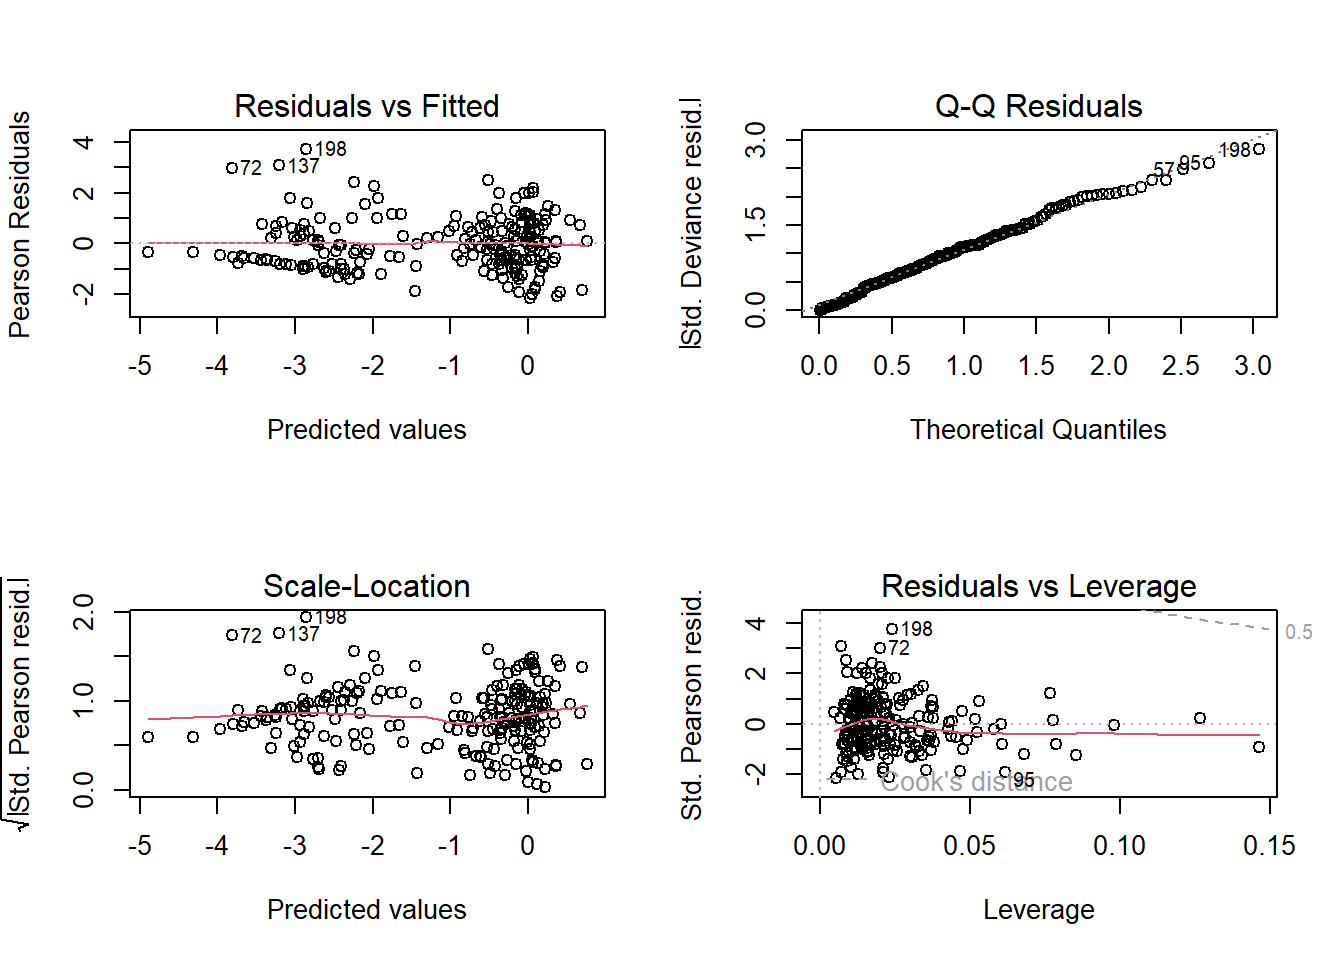 Residuals vs Fitted
Pearson Residuals
4
2
0
-2
198
72
137
-5 -4 -3 -2 -1 0
Predicted values
Q-Q Residuals
|Std. Deviance resid.|
3.0
1.5
0.0
57
95
198
0.0 0.5 1.0 1.5 2.0 2.5 3.0
Theoretical Quantiles
Scale-Location
√|Std. Pearson resid.|
2.0
1.0
0.0
198
72
137
-5 -4 -3 -2 -1 0
Predicted values
Residuals vs Leverage
Std. Pearson resid.
4
2
0
-2
198
72
95
0.5
Cook's distance
0.00 0.05 0.10 0.15
Leverage